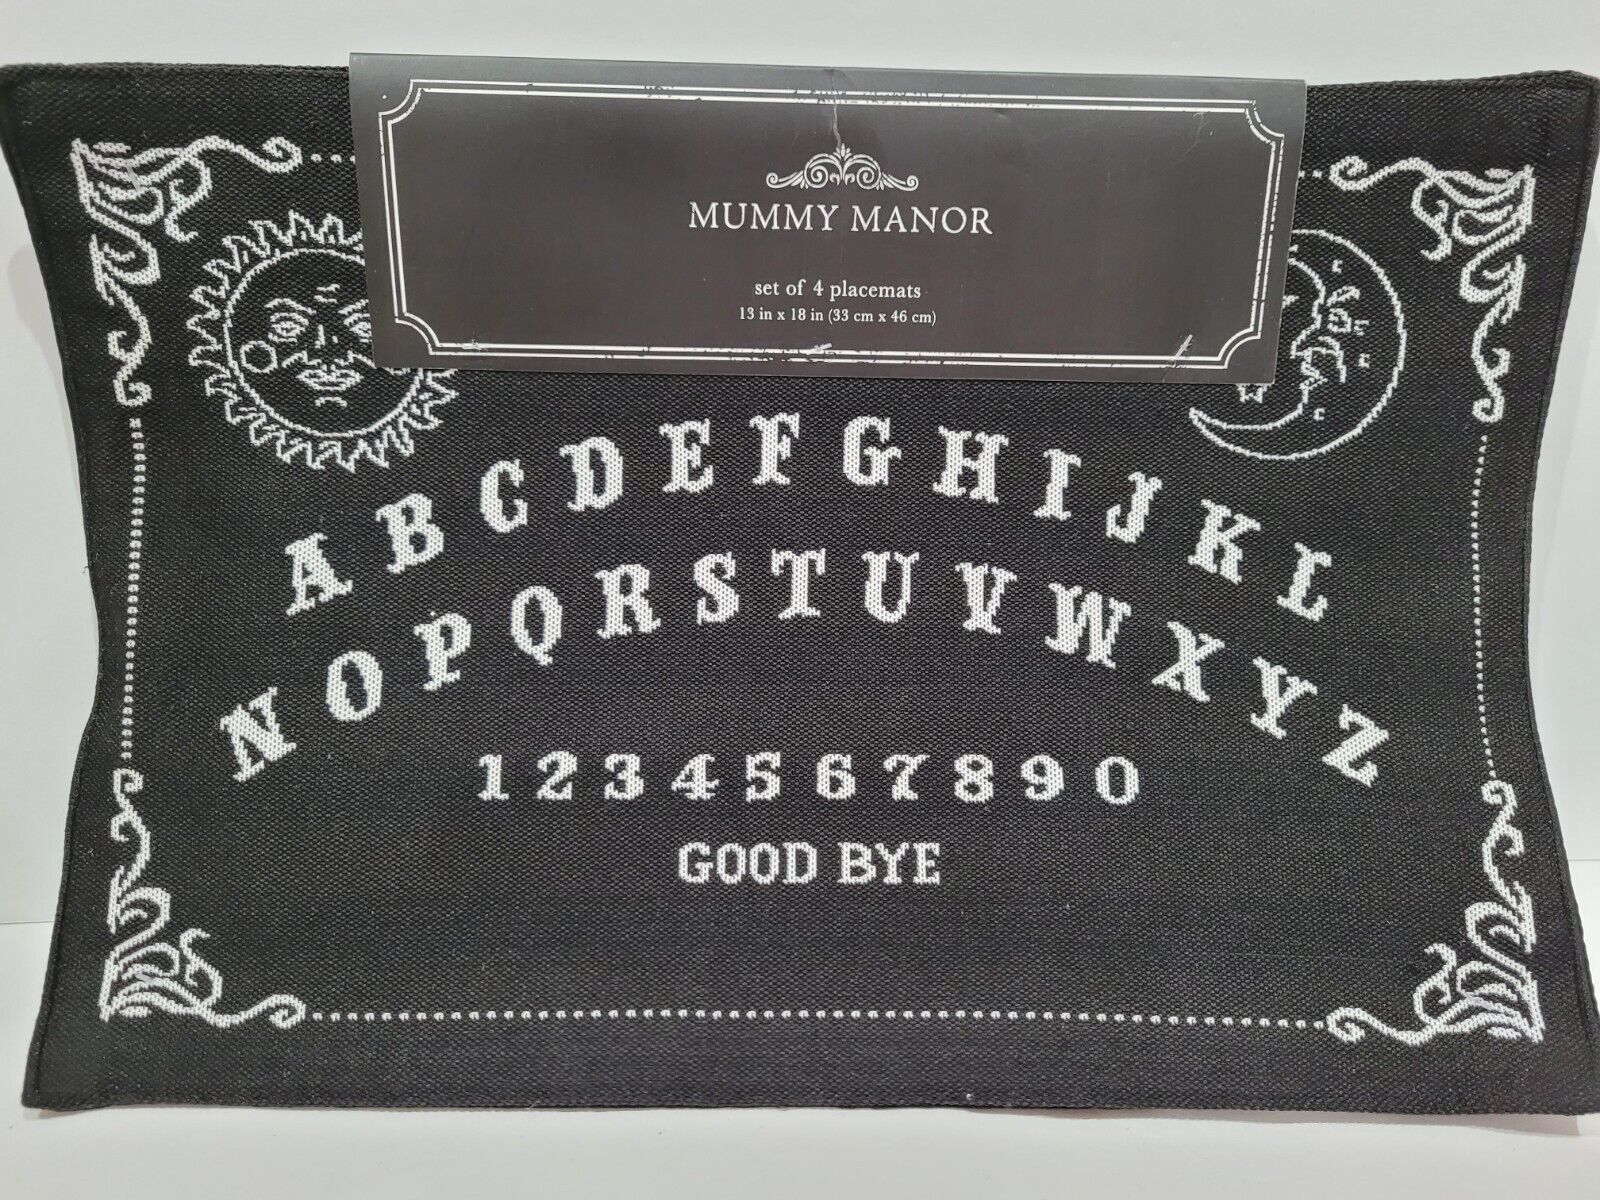 MUMMY MANOR
set of 4 placemats
13 in x 18 in (33 cm x 46 cm)
A B C D E F G H I J K L
N O P Q R S T U V W X Y Z
1 2 3 4 5 6 7 8 9 0
GOOD BYE